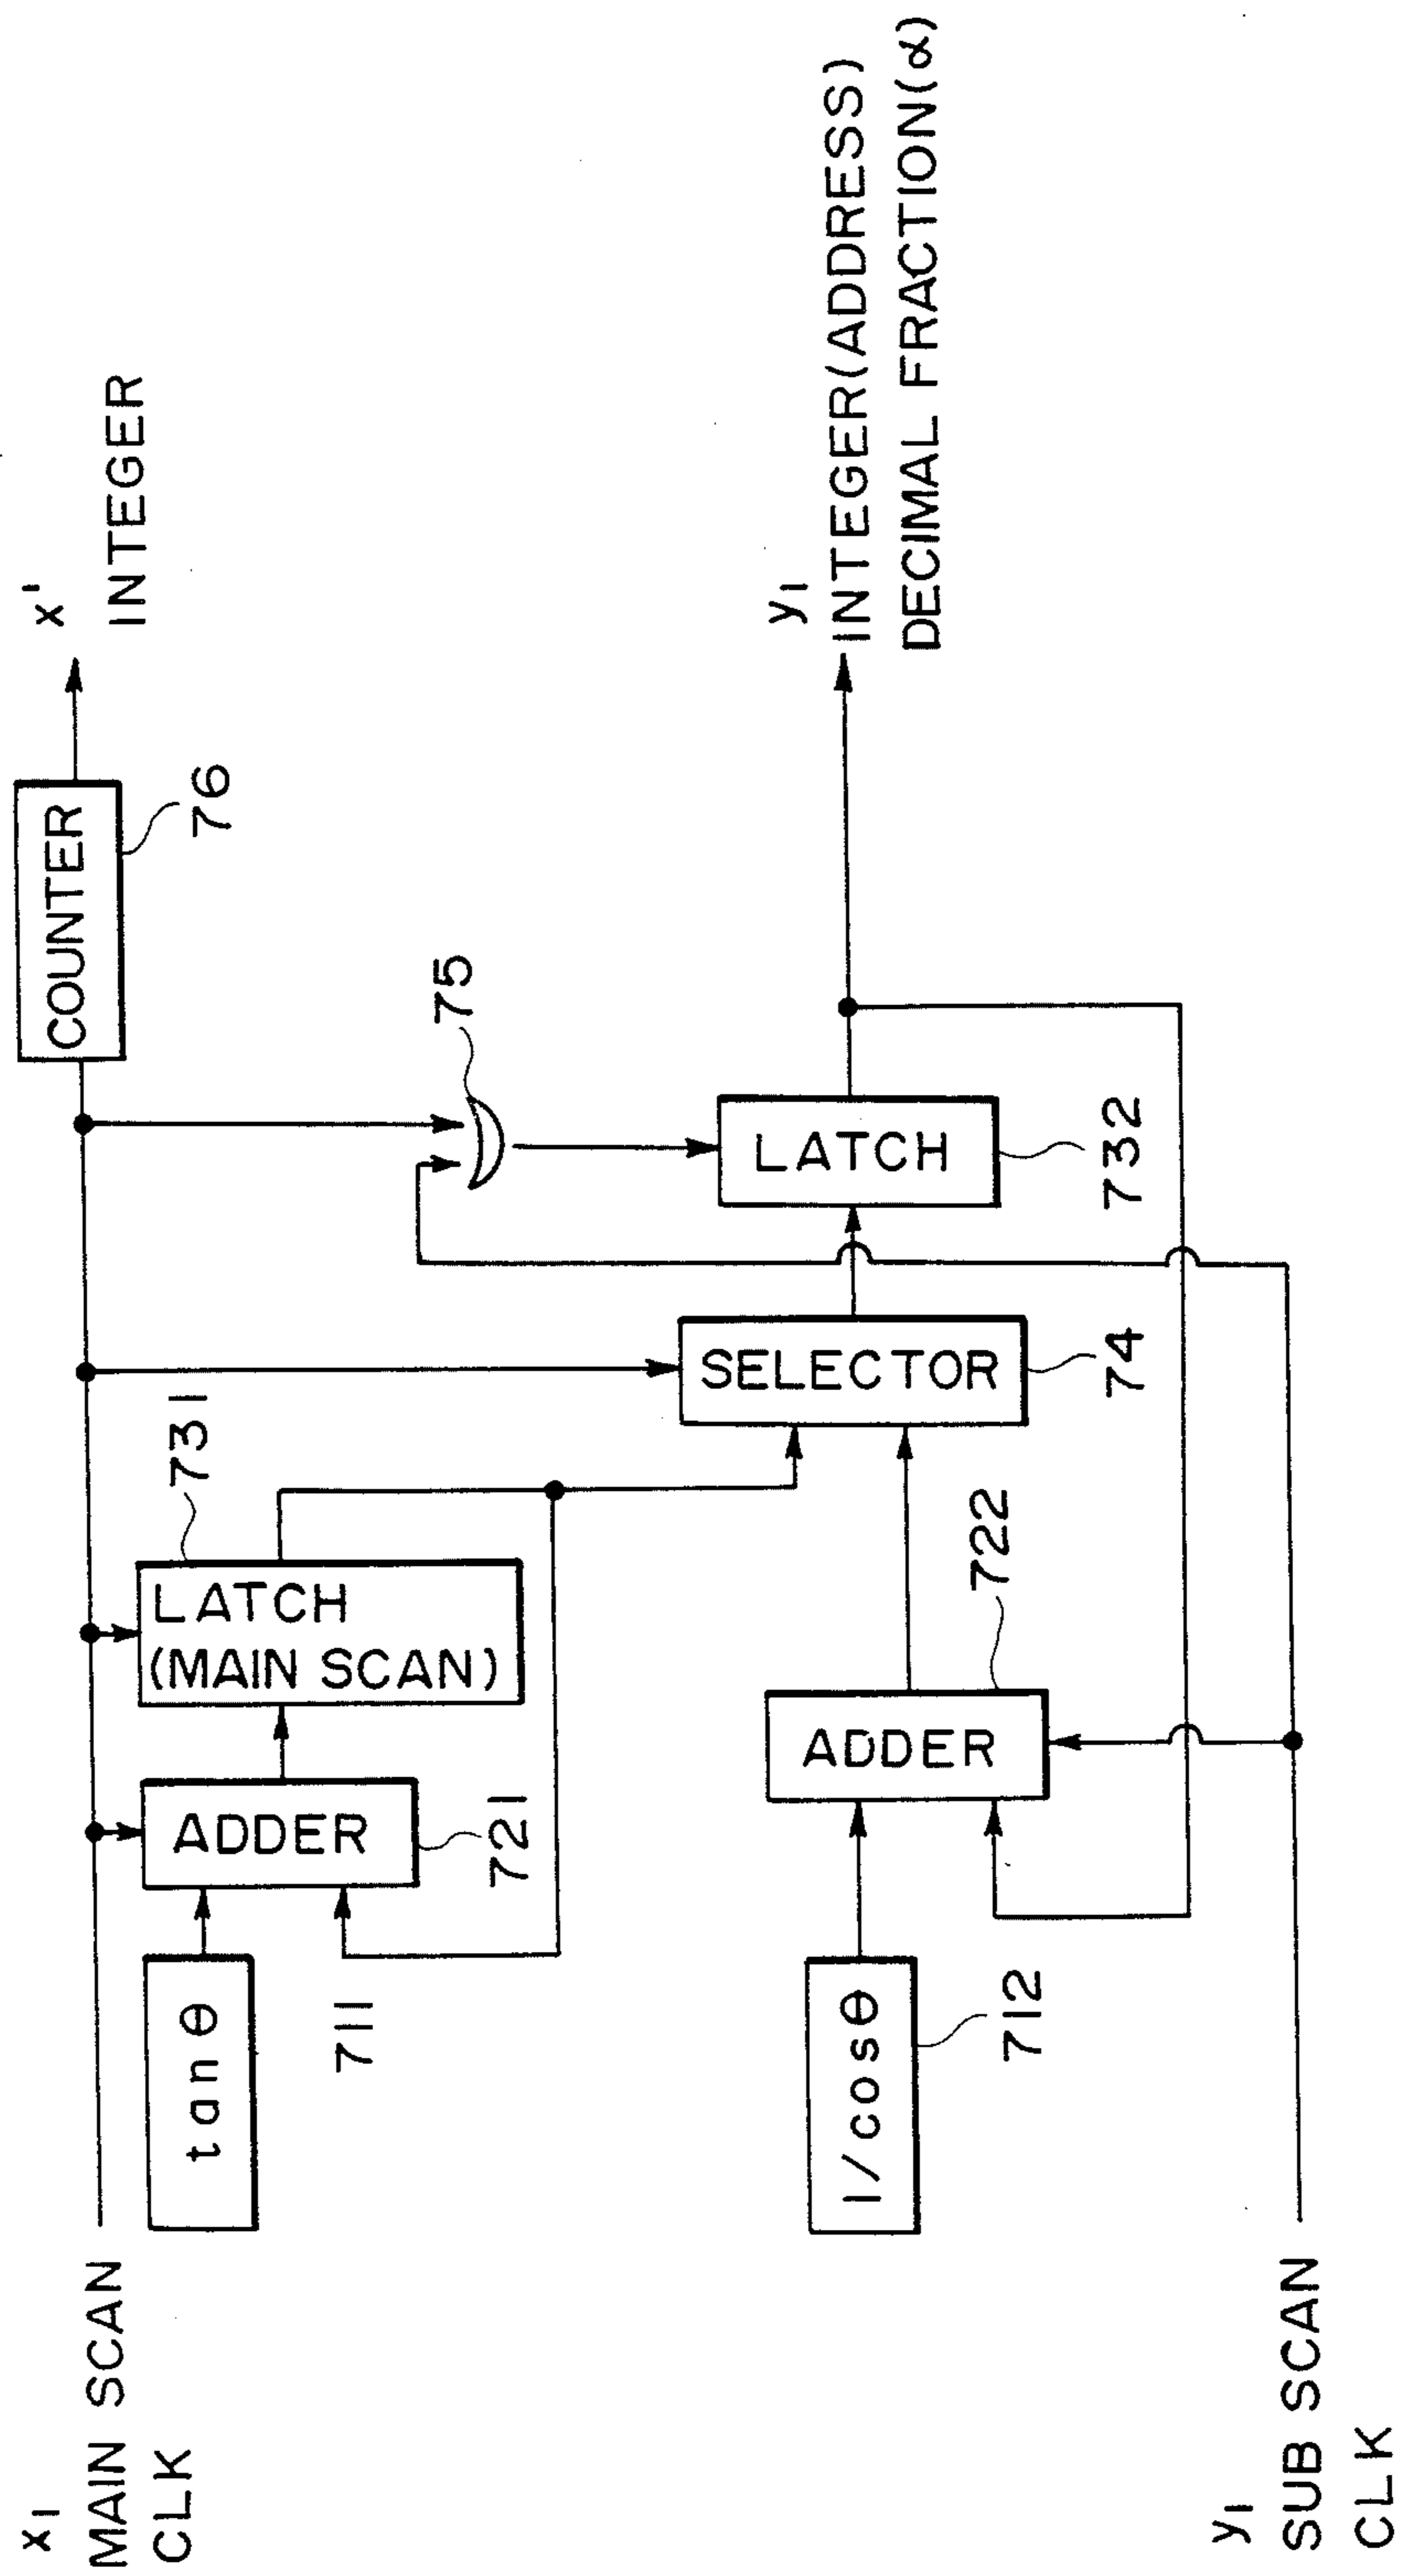 x1
MAIN SCAN
CLK
tan θ
711
ADDER
721
LATCH
(MAIN SCAN)
731
COUNTER
76
x'
INTEGER
75
1/cosθ
712
ADDER
722
SELECTOR
74
LATCH
732
y1
INTEGER(ADDRESS)
DECIMAL FRACTION(α)
y1
SUB SCAN
CLK